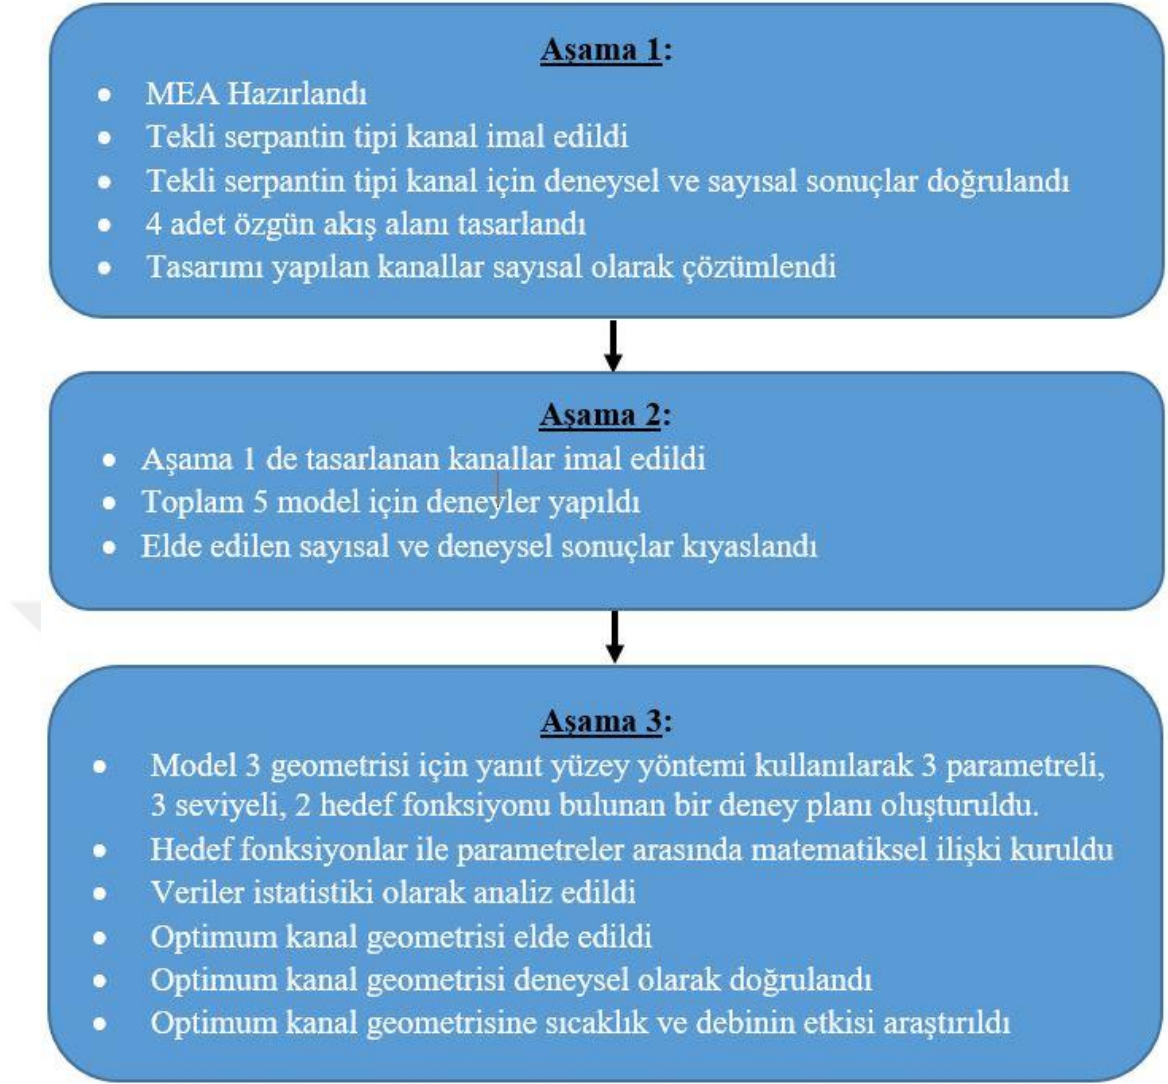 Aşama 1:
• MEA Hazırlandı
• Tekli serpantin tipi kanal imal edildi
• Tekli serpantin tipi kanal için deneysel ve sayısal sonuçlar doğrulandı
• 4 adet özgün akış alanı tasarlandı
• Tasarımı yapılan kanallar sayısal olarak çözümlendi
Aşama 2:
• Aşama 1 de tasarlanan kanallar imal edildi
• Toplam 5 model için deneyler yapıldı
• Elde edilen sayısal ve deneysel sonuçlar kıyaslandı
Aşama 3:
• Model 3 geometrisi için yanıt yüzey yöntemi kullanılarak 3 parametreli,
3 seviyeli, 2 hedef fonksiyonu bulunan bir deney planı oluşturuldu.
• Hedef fonksiyonlar ile parametreler arasında matematiksel ilişki kuruldu
• Veriler istatistiki olarak analiz edildi
• Optimum kanal geometrisi elde edildi
• Optimum kanal geometrisi deneysel olarak doğrulandı
• Optimum kanal geometrisine sıcaklık ve debinin etkisi araştırıldı